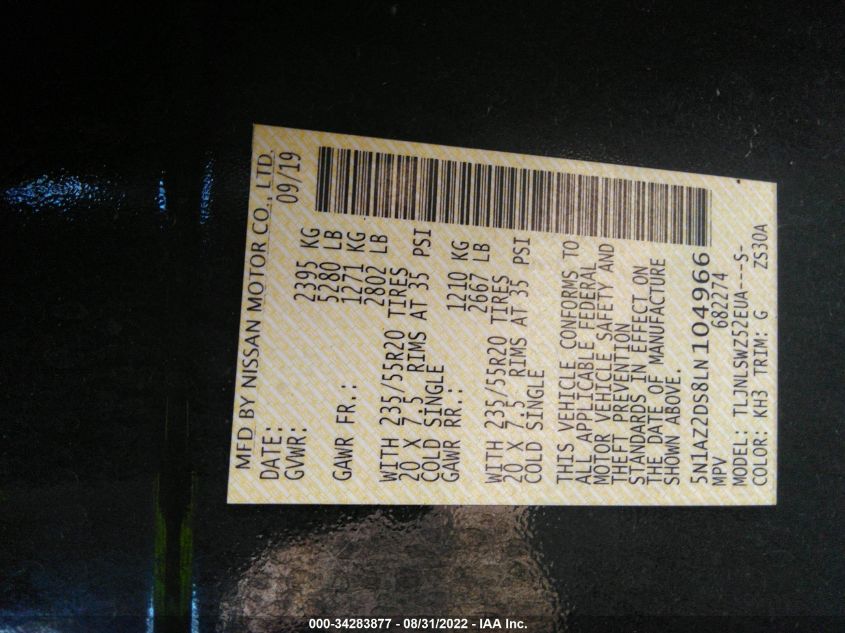 MFD BY NISSAN MOTOR CO., LTD.
DATE: 09/19
GVWR: 2395 KG
5280 LB
GAWR FR.: 1271 KG
2802 LB
WITH 235/55R20 TIRES
20 X 7.5 RIMS AT 35 PSI
COLD SINGLE
GAWR RR.: 1210 KG
2667 LB
WITH 235/55R20 TIRES
20 X 7.5 RIMS AT 35 PSI
COLD SINGLE
THIS VEHICLE CONFORMS TO
ALL APPLICABLE FEDERAL
MOTOR VEHICLE SAFETY AND
THEFT PREVENTION
STANDARDS IN EFFECT ON
THE DATE OF MANUFACTURE
SHOWN ABOVE.
5N1AZ2DS8LN104966
MPV 682274
MODEL: TLJNLSWZ52EUA---S-
COLOR: KH3 TRIM: G ZS30A
000-34283877 - 08/31/2022 - IAA Inc.